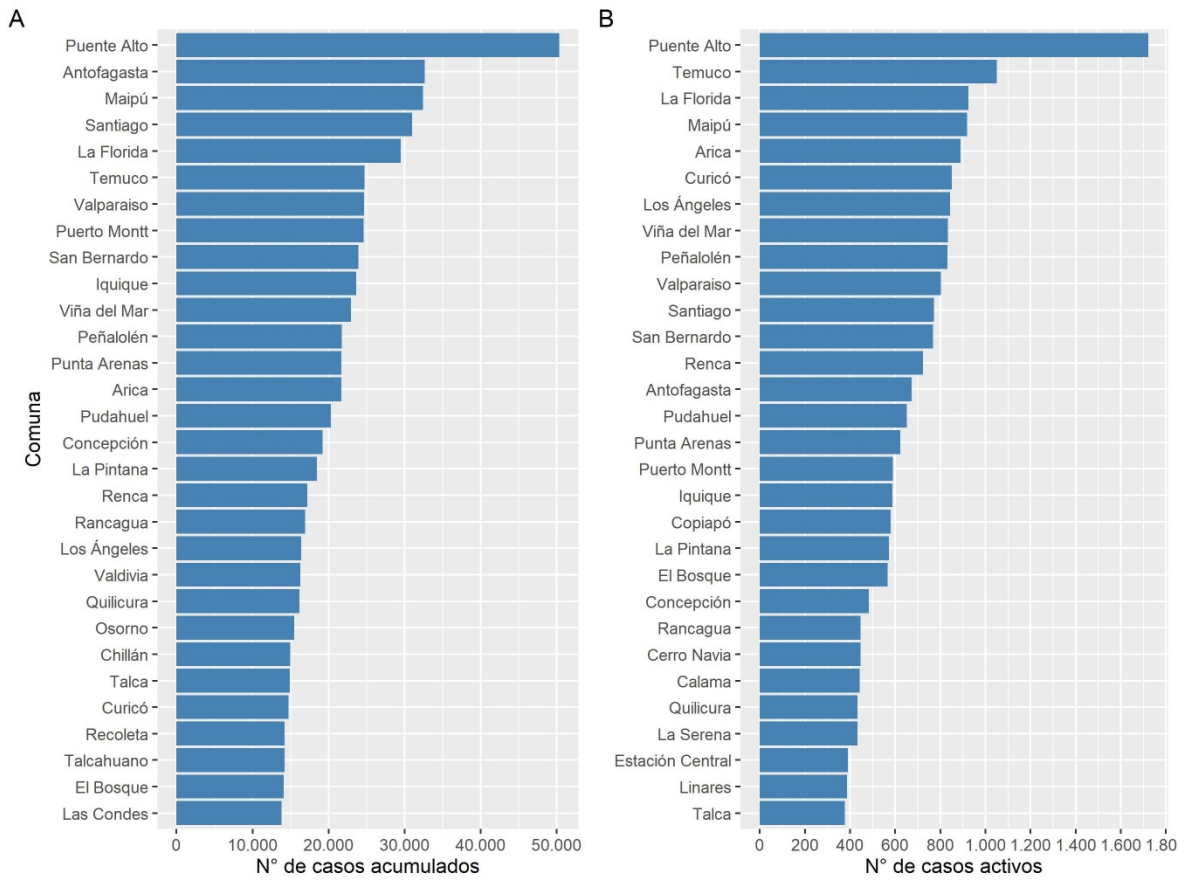 A
Comuna
Puente Alto
Antofagasta
Maipú
Santiago
La Florida
Temuco
Valparaiso
Puerto Montt
San Bernardo
Iquique
Viña del Mar
Peñalolén
Punta Arenas
Arica
Pudahuel
Concepción
La Pintana
Renca
Rancagua
Los Ángeles
Valdivia
Quilicura
Osorno
Chillán
Talca
Curicó
Recoleta
Talcahuano
El Bosque
Las Condes
0 10.000 20.000 30.000 40.000 50.000
N° de casos acumulados
B
Puente Alto
Temuco
La Florida
Maipú
Arica
Curicó
Los Ángeles
Viña del Mar
Peñalolén
Valparaiso
Santiago
San Bernardo
Renca
Antofagasta
Pudahuel
Punta Arenas
Puerto Montt
Iquique
Copiapó
La Pintana
El Bosque
Concepción
Rancagua
Cerro Navia
Calama
Quilicura
La Serena
Estación Central
Linares
Talca
0 200 400 600 800 1.000 1.200 1.400 1.600 1.80
N° de casos activos